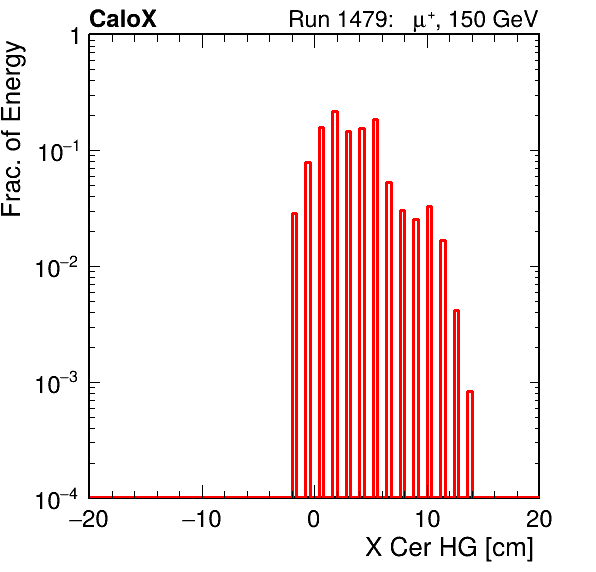 CaloX Run 1479: μ⁺, 150 GeV
Frac. of Energy
1
10⁻¹
10⁻²
10⁻³
10⁻⁴
−20 −10 0 10 20
X Cer HG [cm]